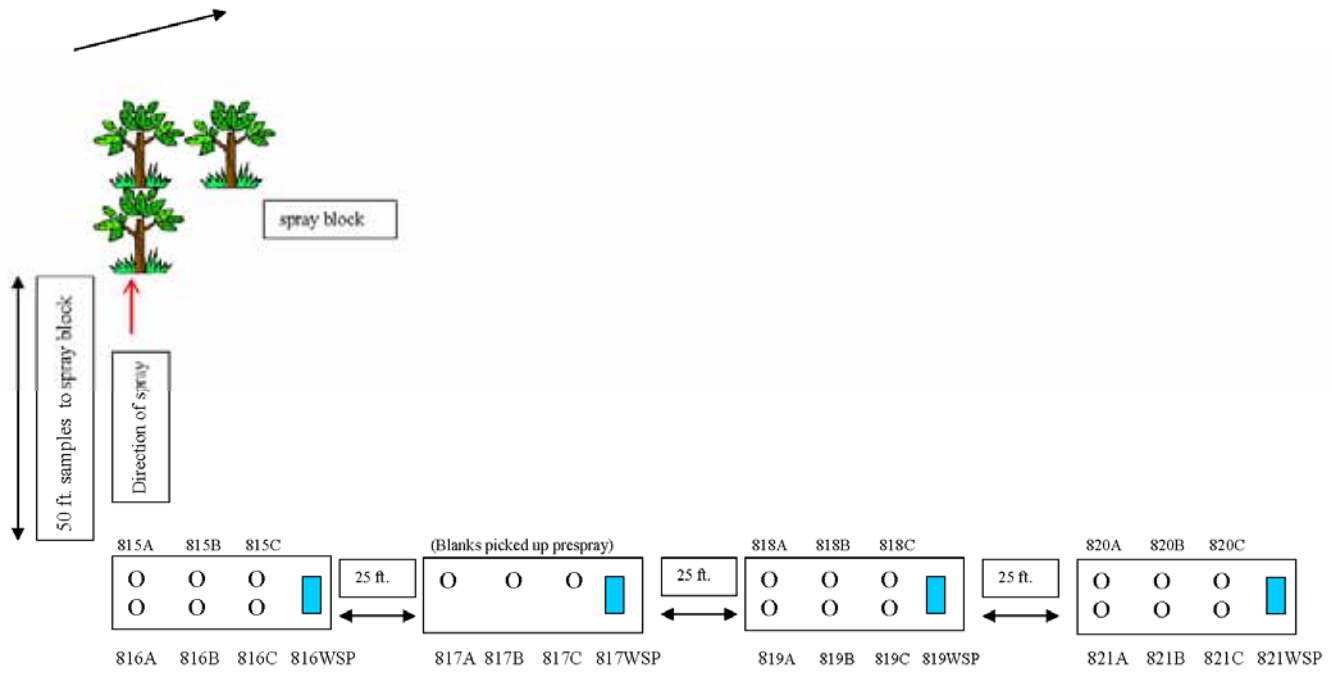 spray block
50 ft. samples to spray block
Direction of spray
815A 815B 815C
(Blanks picked up prespray)
818A 818B 818C
820A 820B 820C
O O O
25 ft.
O O O
25 ft.
O O O
25 ft.
O O O
O O O
O O O
O O O
816A 816B 816C 816WSP
817A 817B 817C 817WSP
819A 819B 819C 819WSP
821A 821B 821C 821WSP